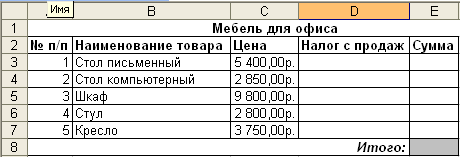 Имя
A B C D E
1 Мебель для офиса
2 № п/п Наименование товара Цена Налог с продаж Сумма
3 1 Стол письменный 5 400,00р.
4 2 Стол компьютерный 2 850,00р.
5 3 Шкаф 9 800,00р.
6 4 Стул 2 800,00р.
7 5 Кресло 3 750,00р.
8 Итого: